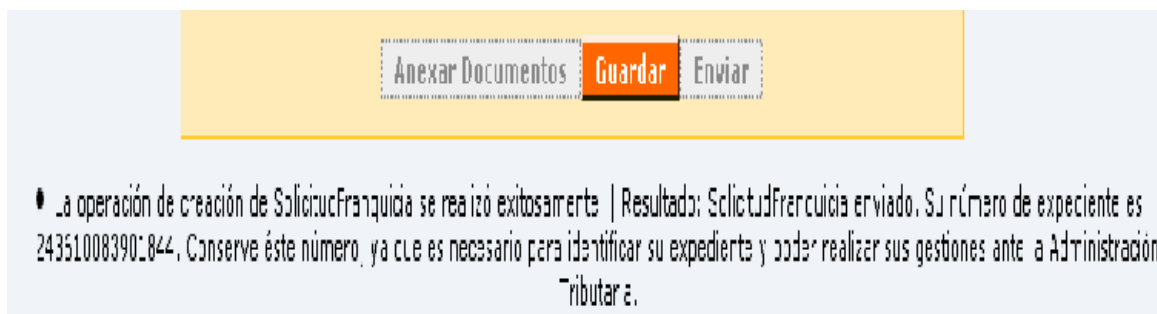 Anexar Documentos Guardar Enviar
• La operación de creación de SolicitudFranquicia se realizó exitosamente | Resultado: SolicitudFranquicia enviado. Su número de expediente es
243510083901844. Conserve éste número, ya que es necesario para identificar su expediente y poder realizar sus gestiones ante la Administración
Tributaria.